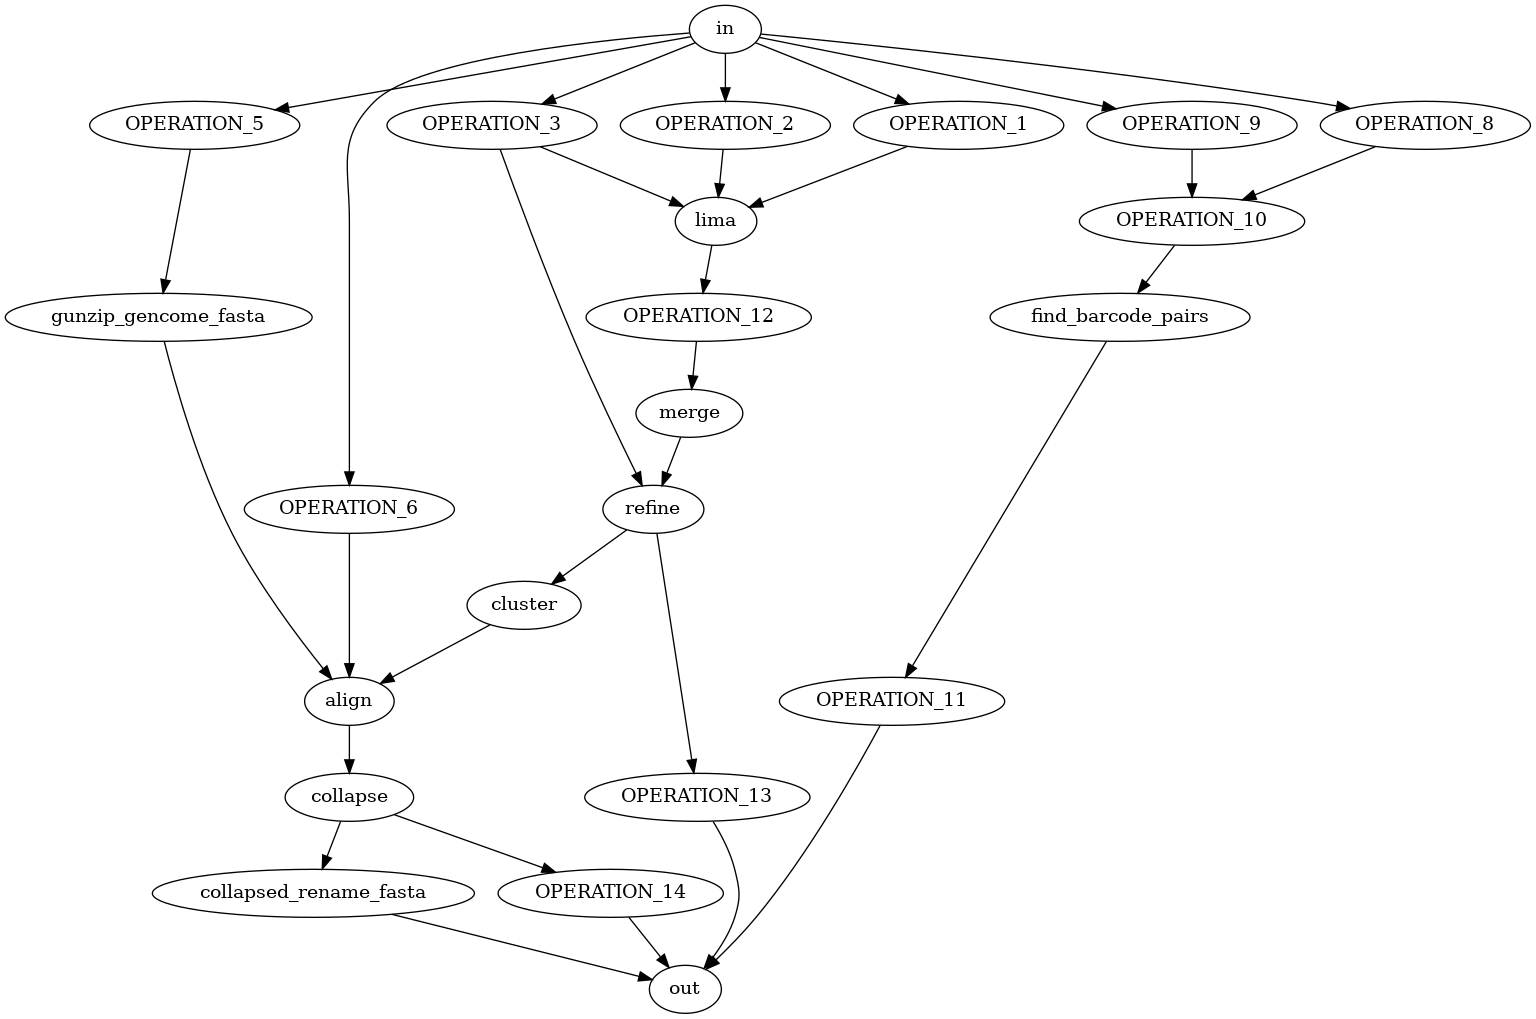 in
OPERATION_5
OPERATION_3
OPERATION_2
OPERATION_1
OPERATION_9
OPERATION_8
lima
OPERATION_10
gunzip_gencome_fasta
OPERATION_12
find_barcode_pairs
merge
OPERATION_6
refine
cluster
align
OPERATION_11
collapse
OPERATION_13
collapsed_rename_fasta
OPERATION_14
out